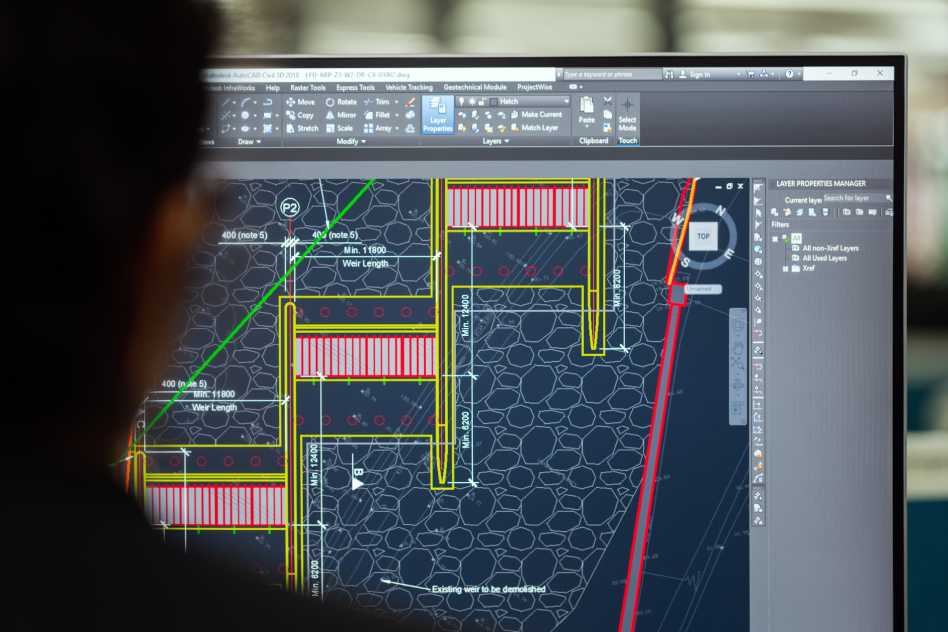 Autodesk AutoCAD Civil 3D 2018
Type a keyword or phrase
Sign In
InfraWorks Help Raster Tools Express Tools Vehicle Tracking Geotechnical Module ProjectWise
Move Rotate Trim
Copy Mirror Fillet
Stretch Scale Array
Layer
Properties
Hatch
Make Current
Match Layer
Paste
Select
Mode
Draw Modify Layers Clipboard Touch
LAYER PROPERTIES MANAGER
Current laye
Search for layer
Filters
All
All non-Xref Layers
All Used Layers
Xref
N
W
TOP
E
S
Unnamed
P2
400 (note 5)
400 (note 5)
Min. 11800
Weir Length
Min. 8200
Min. 12400
400 (note 5)
Min. 11800
Weir Length
Min. 6200
Min. 12400
B
Min. 6200
Existing weir to be demolished